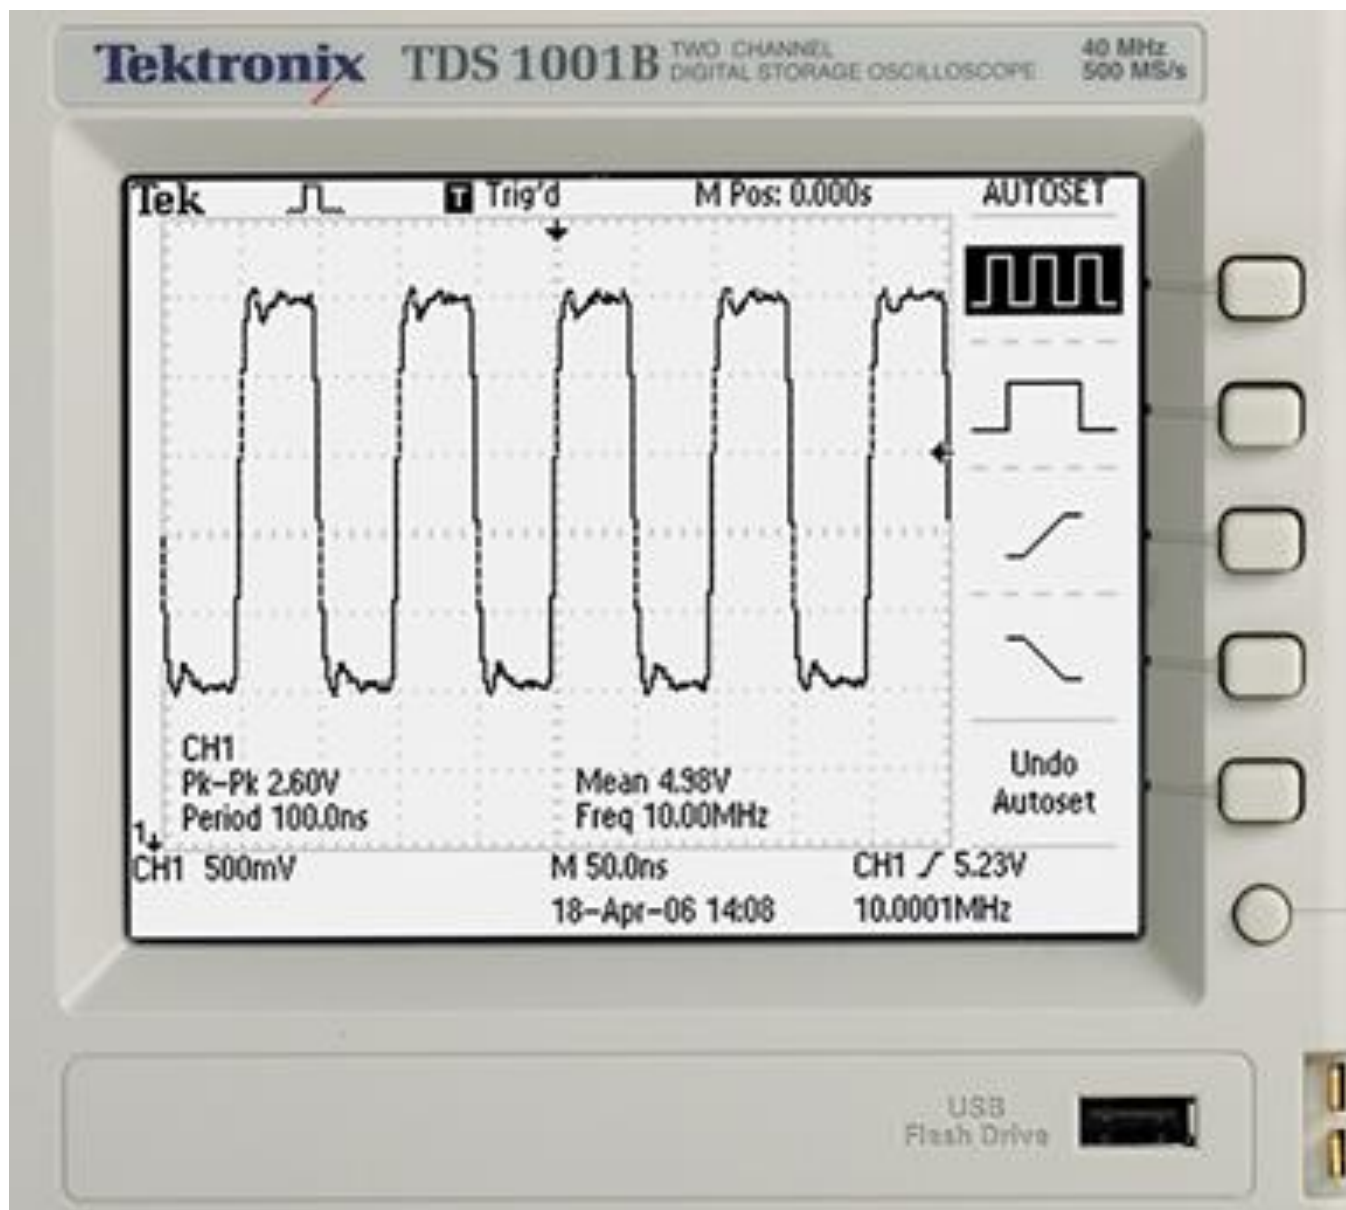 Tektronix TDS 1001B TWO CHANNEL DIGITAL STORAGE OSCILLOSCOPE 40 MHz 500 MS/s
Tek T Trig'd M Pos: 0.000s AUTOSET
CH1
Pk-Pk 2.60V Mean 4.98V
Period 100.0ns Freq 10.00MHz
Undo
Autoset
1
CH1 500mV M 50.0ns CH1 5.23V
18-Apr-06 14:08 10.0001MHz
USB
Flash Drive